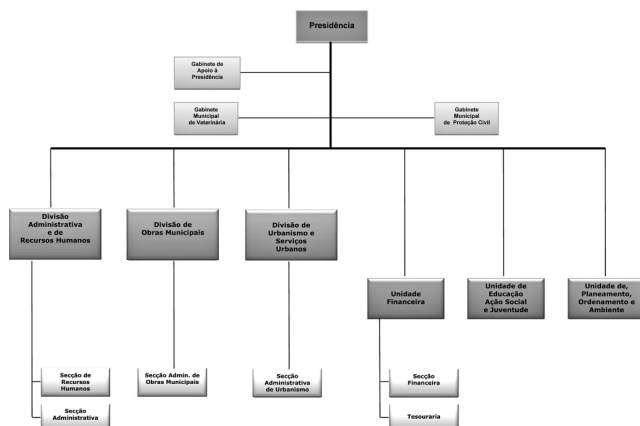 Presidência
Gabinete de
Apoio à
Presidência
Gabinete
Municipal
de Veterinária
Gabinete
Municipal
de Proteção Civil
Divisão
Administrativa
e de
Recursos Humanos
Divisão de
Obras Municipais
Divisão de
Urbanismo e
Serviços
Urbanos
Unidade
Financeira
Unidade de
Educação
Ação Social
e Juventude
Unidade de,
Planeamento,
Ordenamento e
Ambiente
Secção de
Recursos
Humanos
Secção Admin. de
Obras Municipais
Secção
Administrativa
de Urbanismo
Secção
Financeira
Secção
Administrativa
Tesouraria